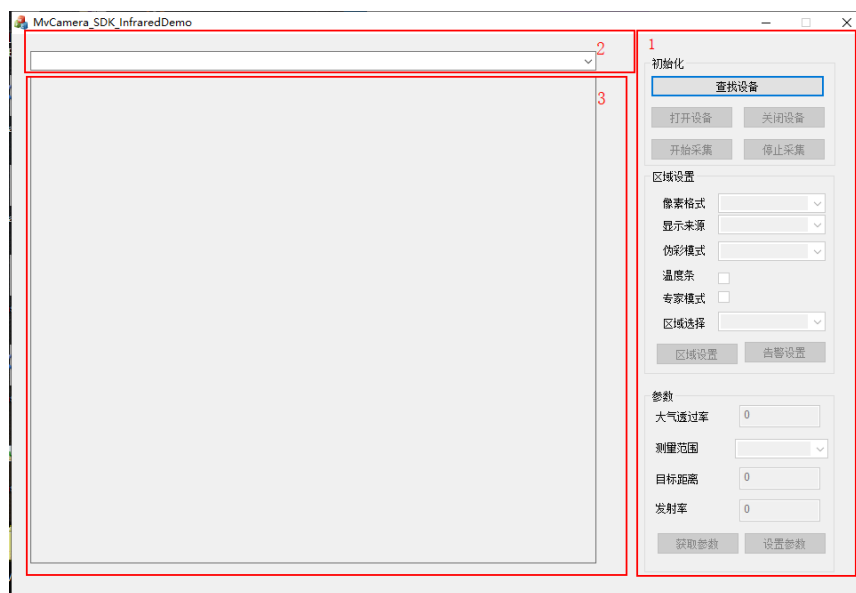 MvCamera_SDK_InfraredDemo
2
1
3
初始化
查找设备
打开设备 关闭设备
开始采集 停止采集
区域设置
像素格式
显示来源
伪彩模式
温度条
专家模式
区域选择
区域设置 告警设置
参数
大气透过率 0
测量范围
目标距离 0
发射率 0
获取参数 设置参数